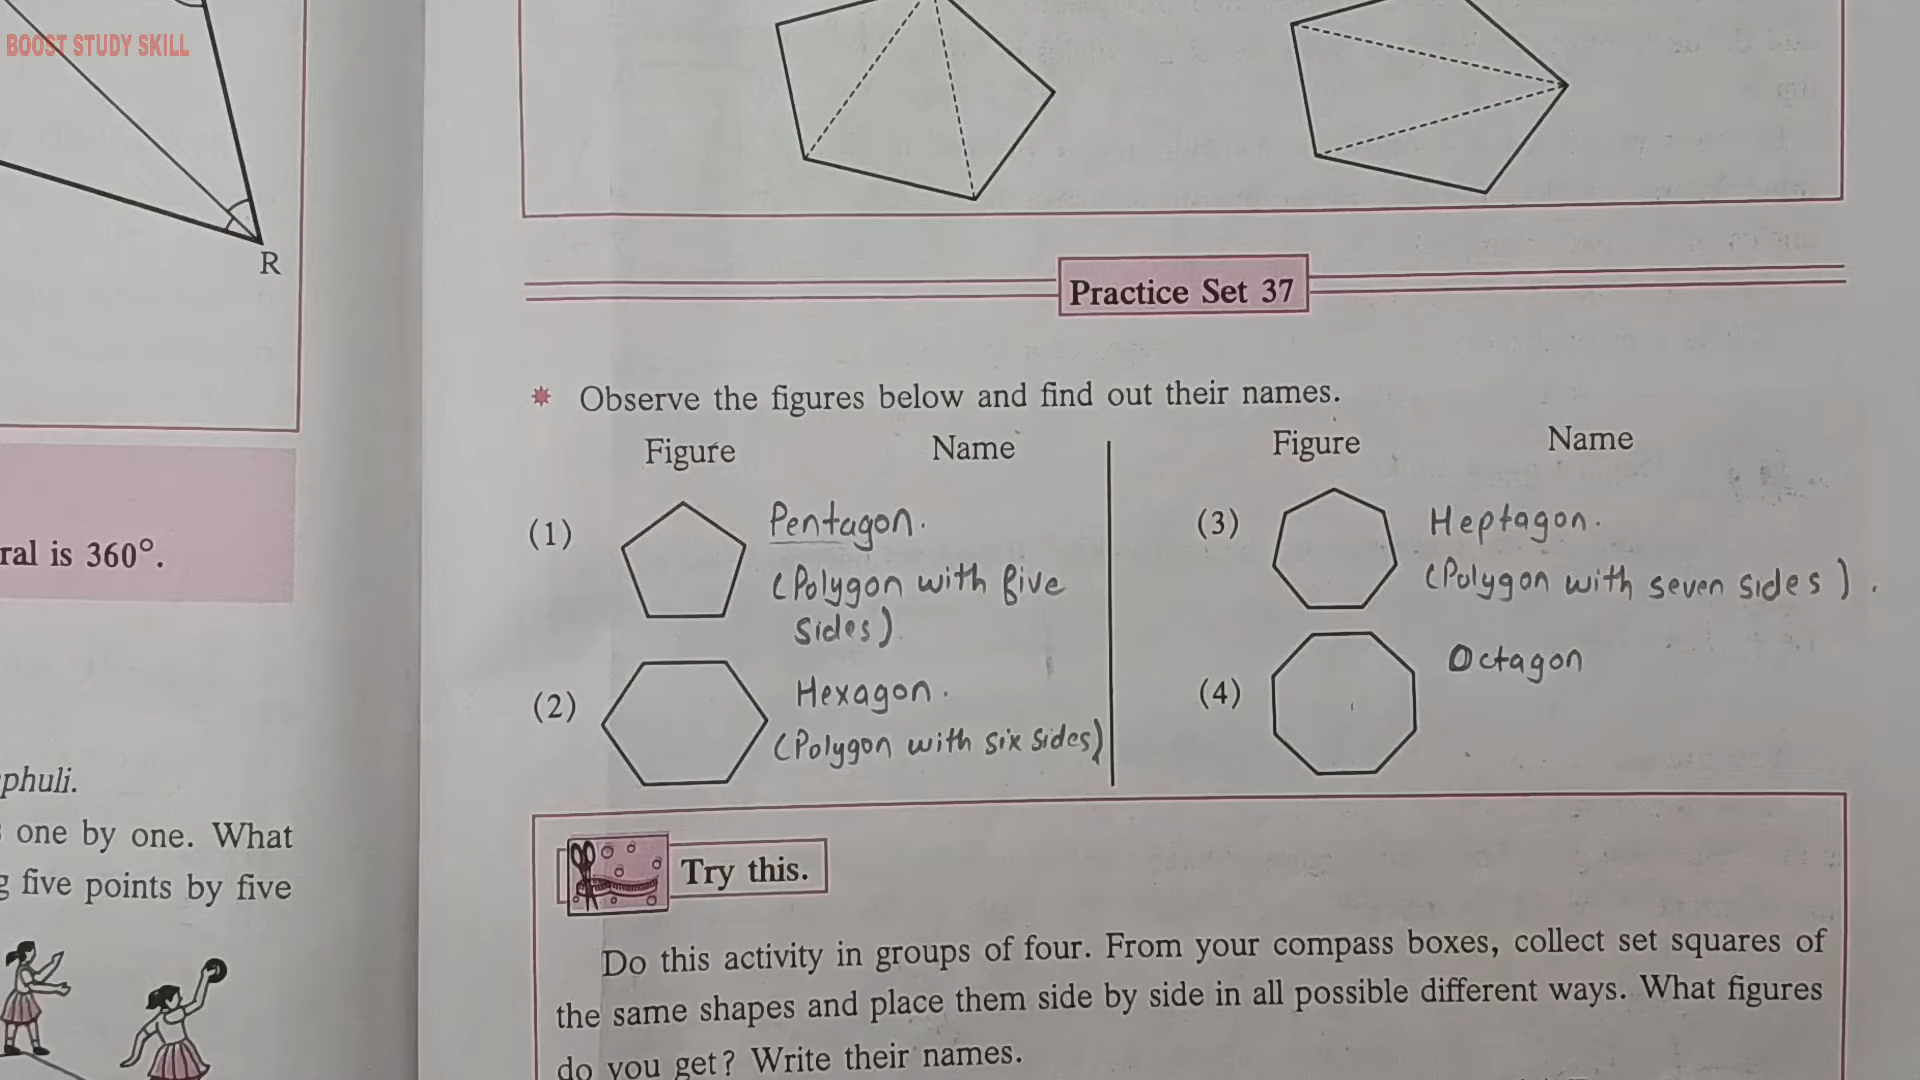 BOOST STUDY SKILL
R
ral is 360°.
phuli.
one by one. What
five points by five
Practice Set 37
Observe the figures below and find out their names.
Figure Name
(1) Pentagon.
(Polygon with five
sides).
(2) Hexagon.
(Polygon with six sides)
Figure Name
(3) Heptagon.
(Polygon with seven sides).
(4) Octagon
Try this.
Do this activity in groups of four. From your compass boxes, collect set squares of
the same shapes and place them side by side in all possible different ways. What figures
do you get? Write their names.